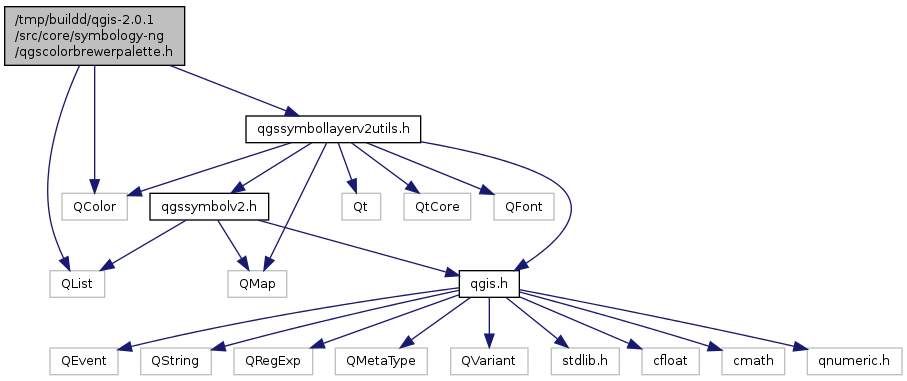 /tmp/buildd/qgis-2.0.1
/src/core/symbology-ng
/qgscolorbrewerpalette.h
qgssymbollayerv2utils.h
QColor
qgssymbolv2.h
Qt
QtCore
QFont
QList
QMap
qgis.h
QEvent
QString
QRegExp
QMetaType
QVariant
stdlib.h
cfloat
cmath
qnumeric.h